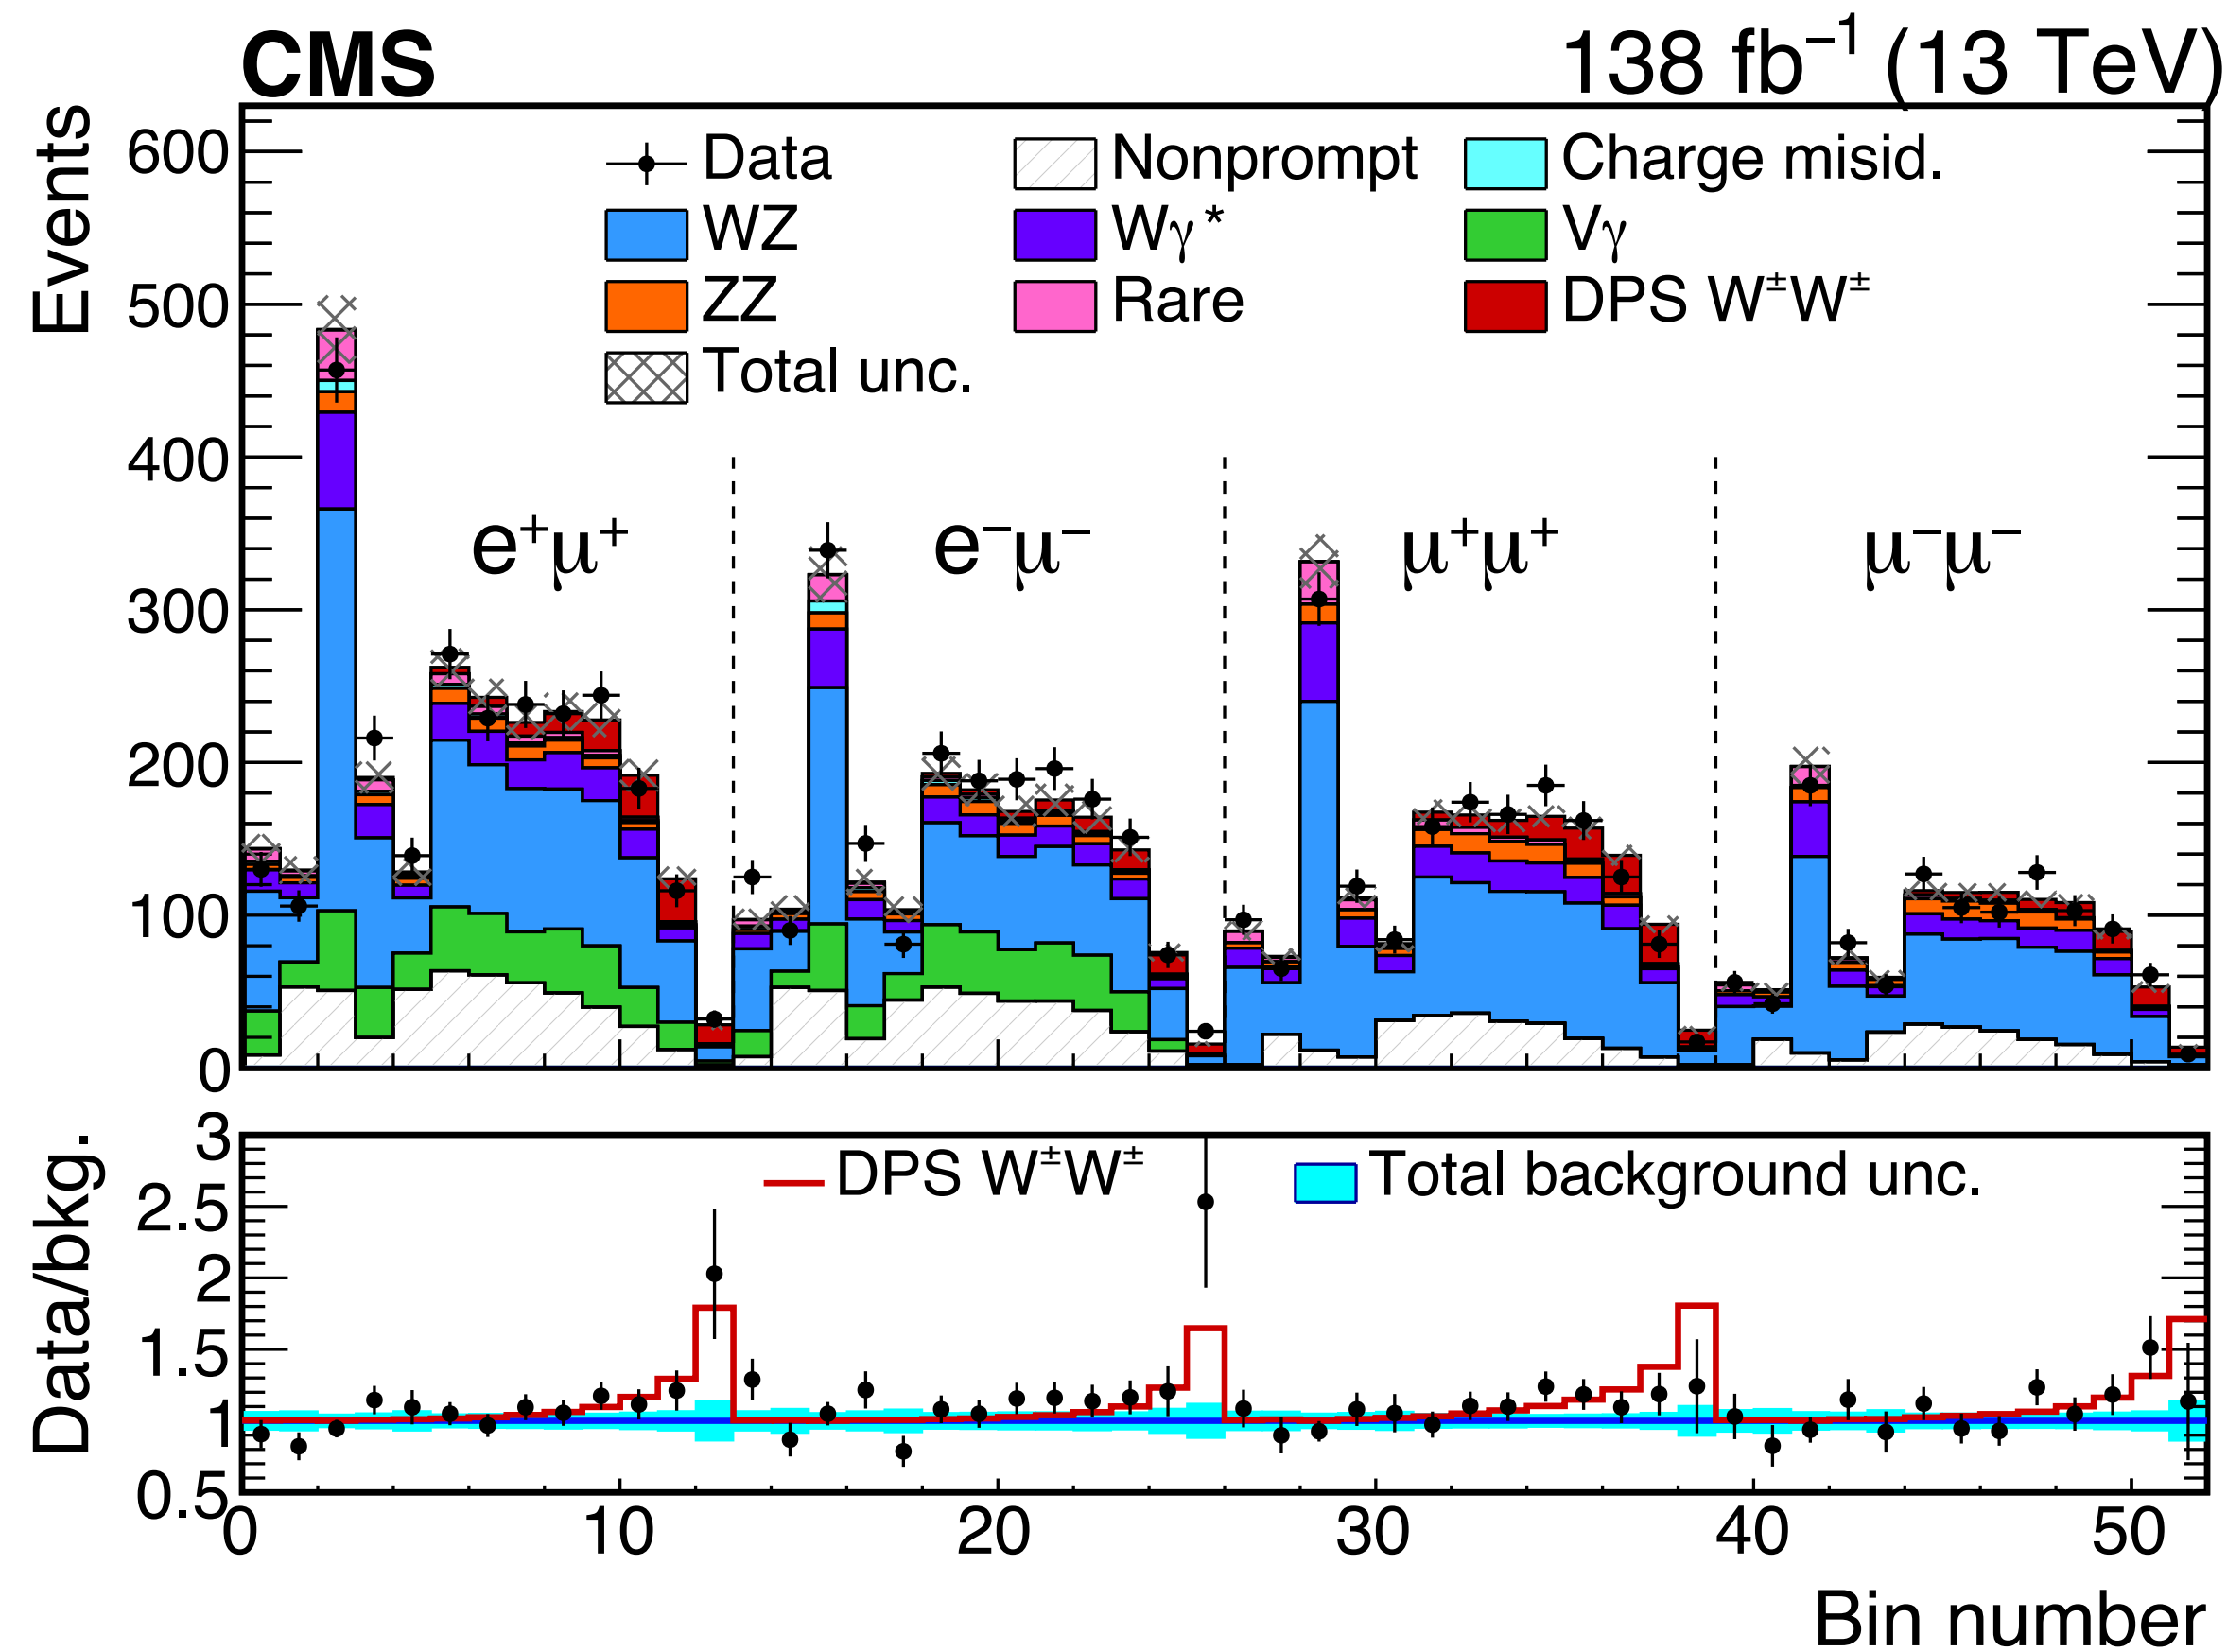 CMS 138 fb⁻¹ (13 TeV)
Events
600
500
400
300
200
100
0
Data Nonprompt Charge misid.
WZ Wγ* Vγ
ZZ Rare DPS W±W±
Total unc.
e⁺μ⁺ e⁻μ⁻ μ⁺μ⁺ μ⁻μ⁻
Data/bkg.
3
2.5
2
1.5
1
0.5
DPS W±W± Total background unc.
0 10 20 30 40 50
Bin number